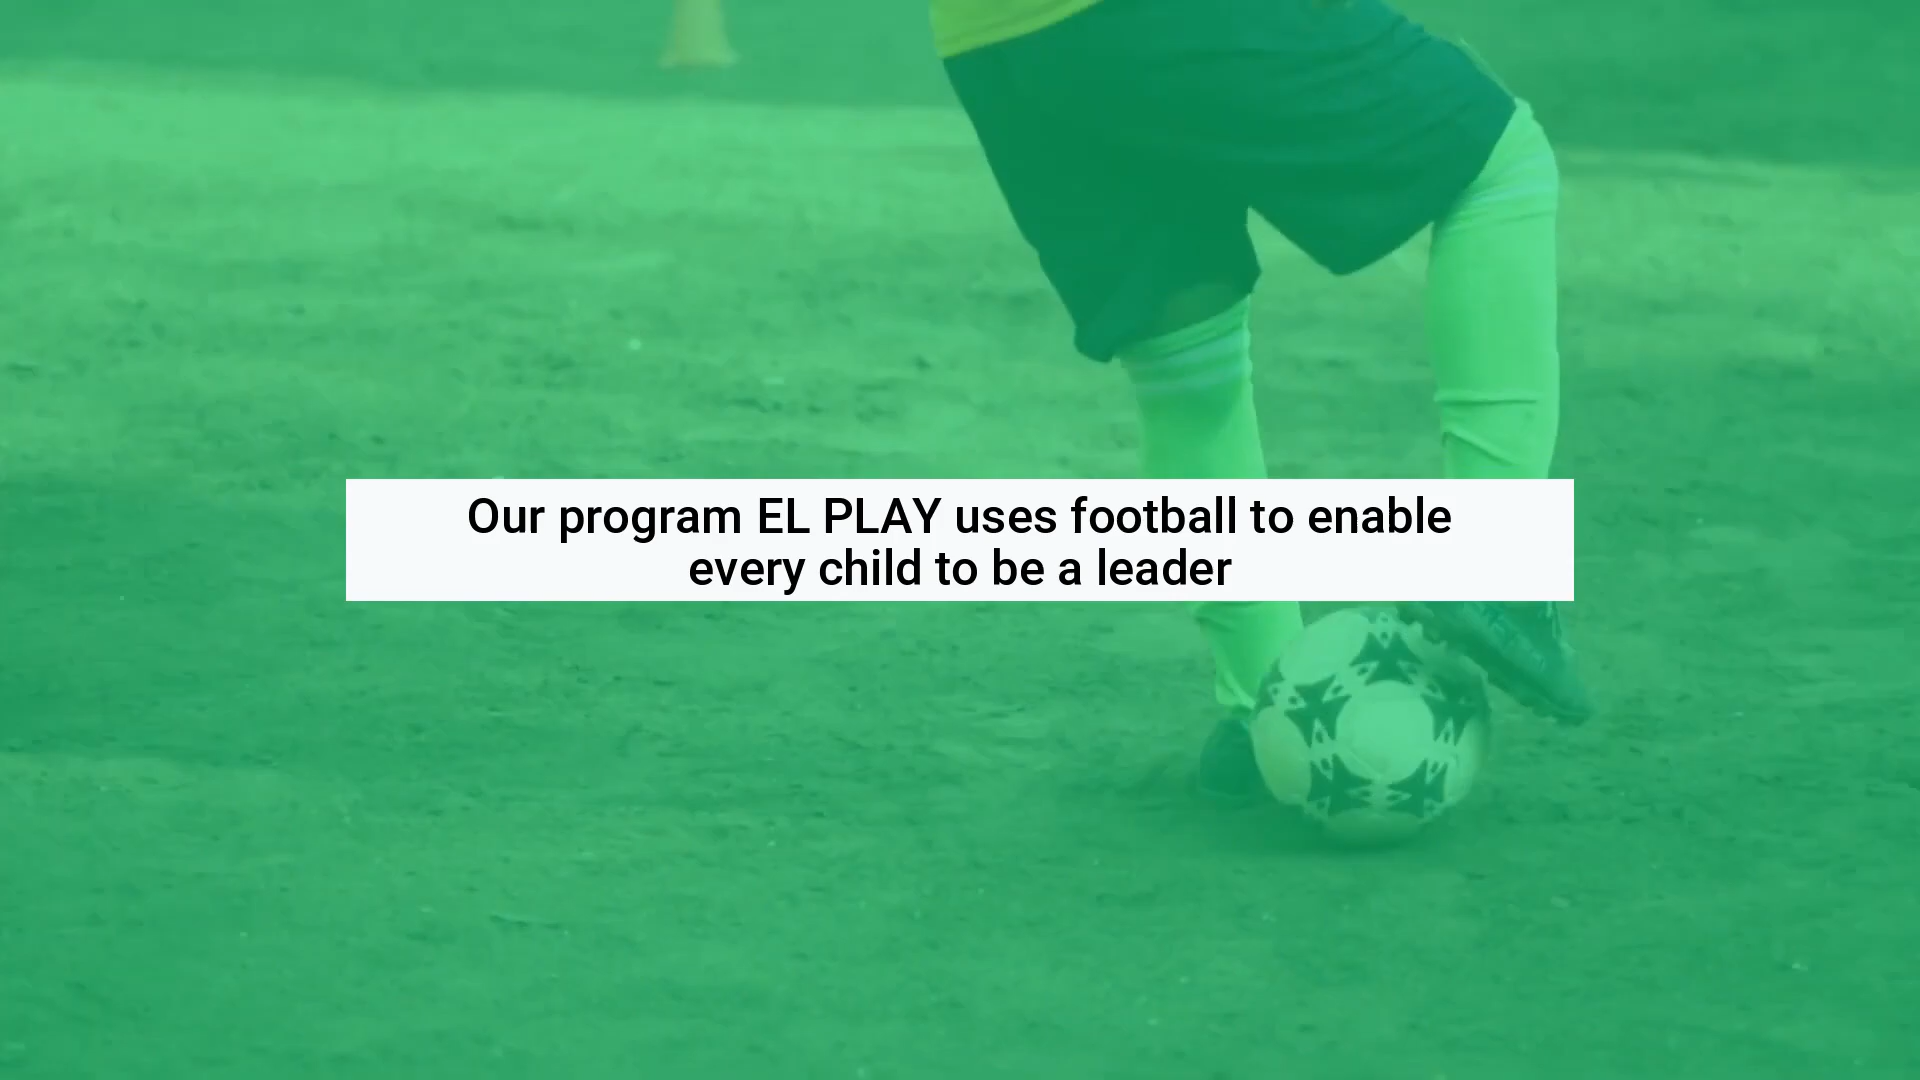 Our program EL PLAY uses football to enable
every child to be a leader